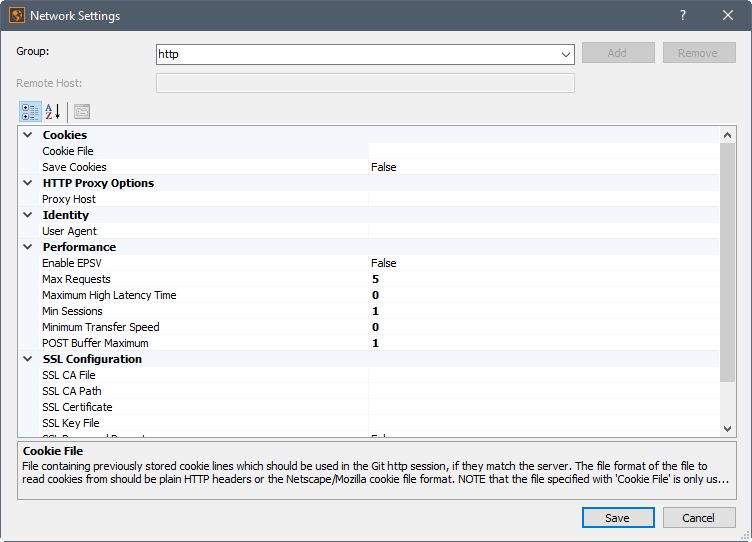 Network Settings
?
Group:
http
Add
Remove
Remote Host:
Cookies
Cookie File
Save Cookies False
HTTP Proxy Options
Proxy Host
Identity
User Agent
Performance
Enable EPSV False
Max Requests 5
Maximum High Latency Time 0
Min Sessions 1
Minimum Transfer Speed 0
POST Buffer Maximum 1
SSL Configuration
SSL CA File
SSL CA Path
SSL Certificate
SSL Key File
Cookie File
File containing previously stored cookie lines which should be used in the Git http session, if they match the server. The file format of the file to
read cookies from should be plain HTTP headers or the Netscape/Mozilla cookie file format. NOTE that the file specified with 'Cookie File' is only us...
Save
Cancel